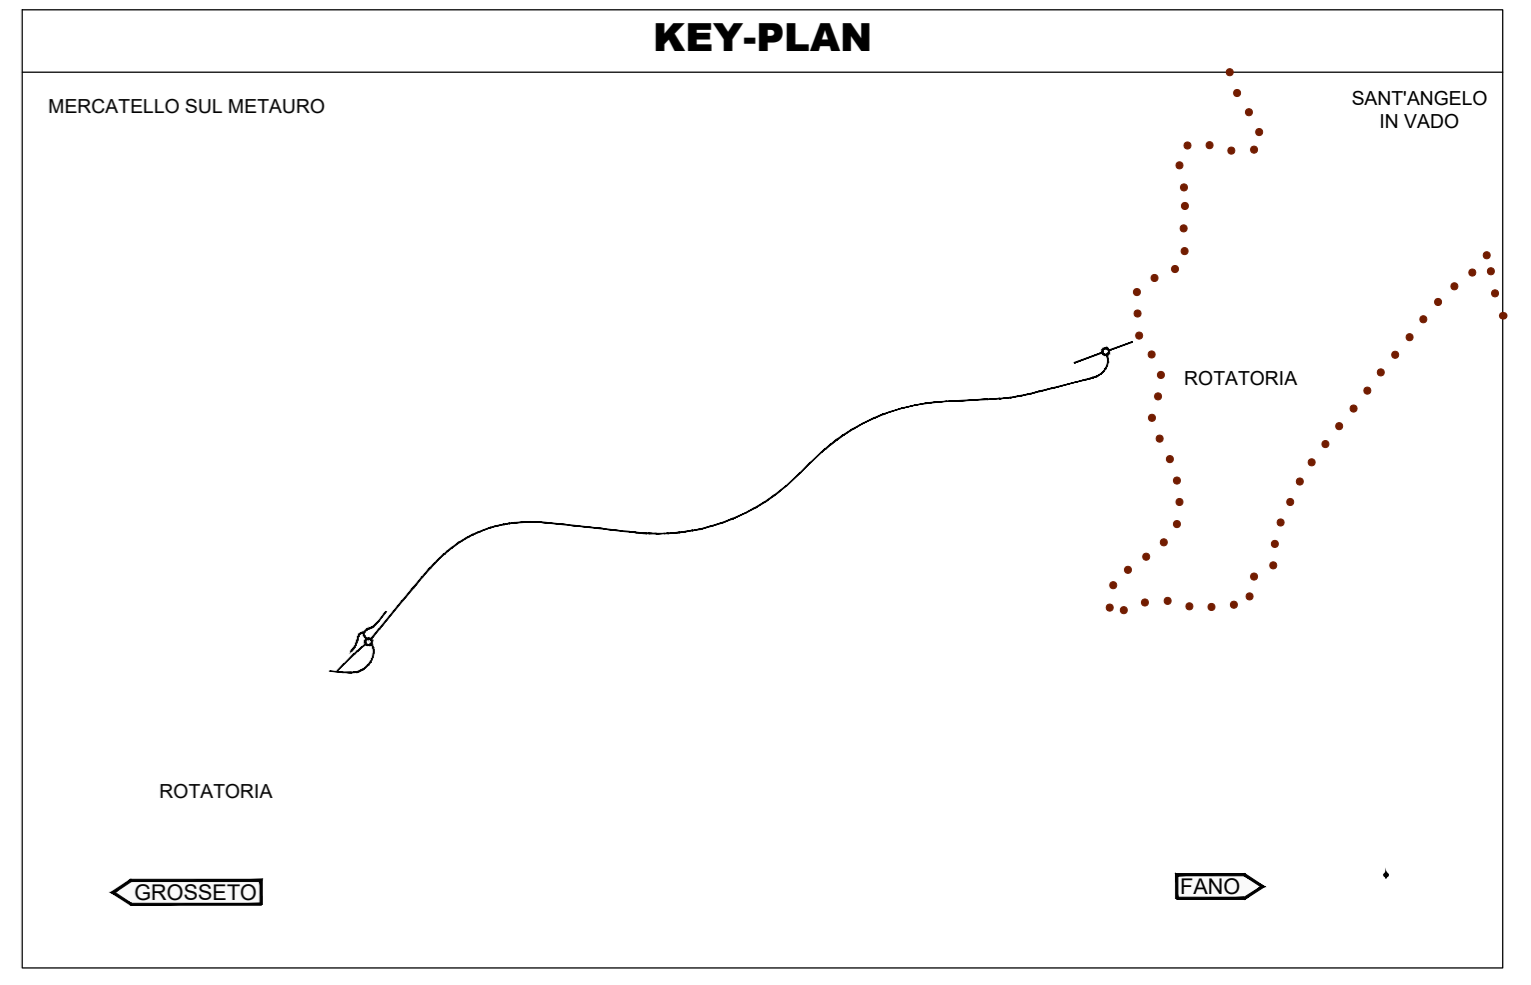 KEY-PLAN
MERCATELLO SUL METAURO
SANT'ANGELO
IN VADO
ROTATORIA
ROTATORIA
GROSSETO
FANO